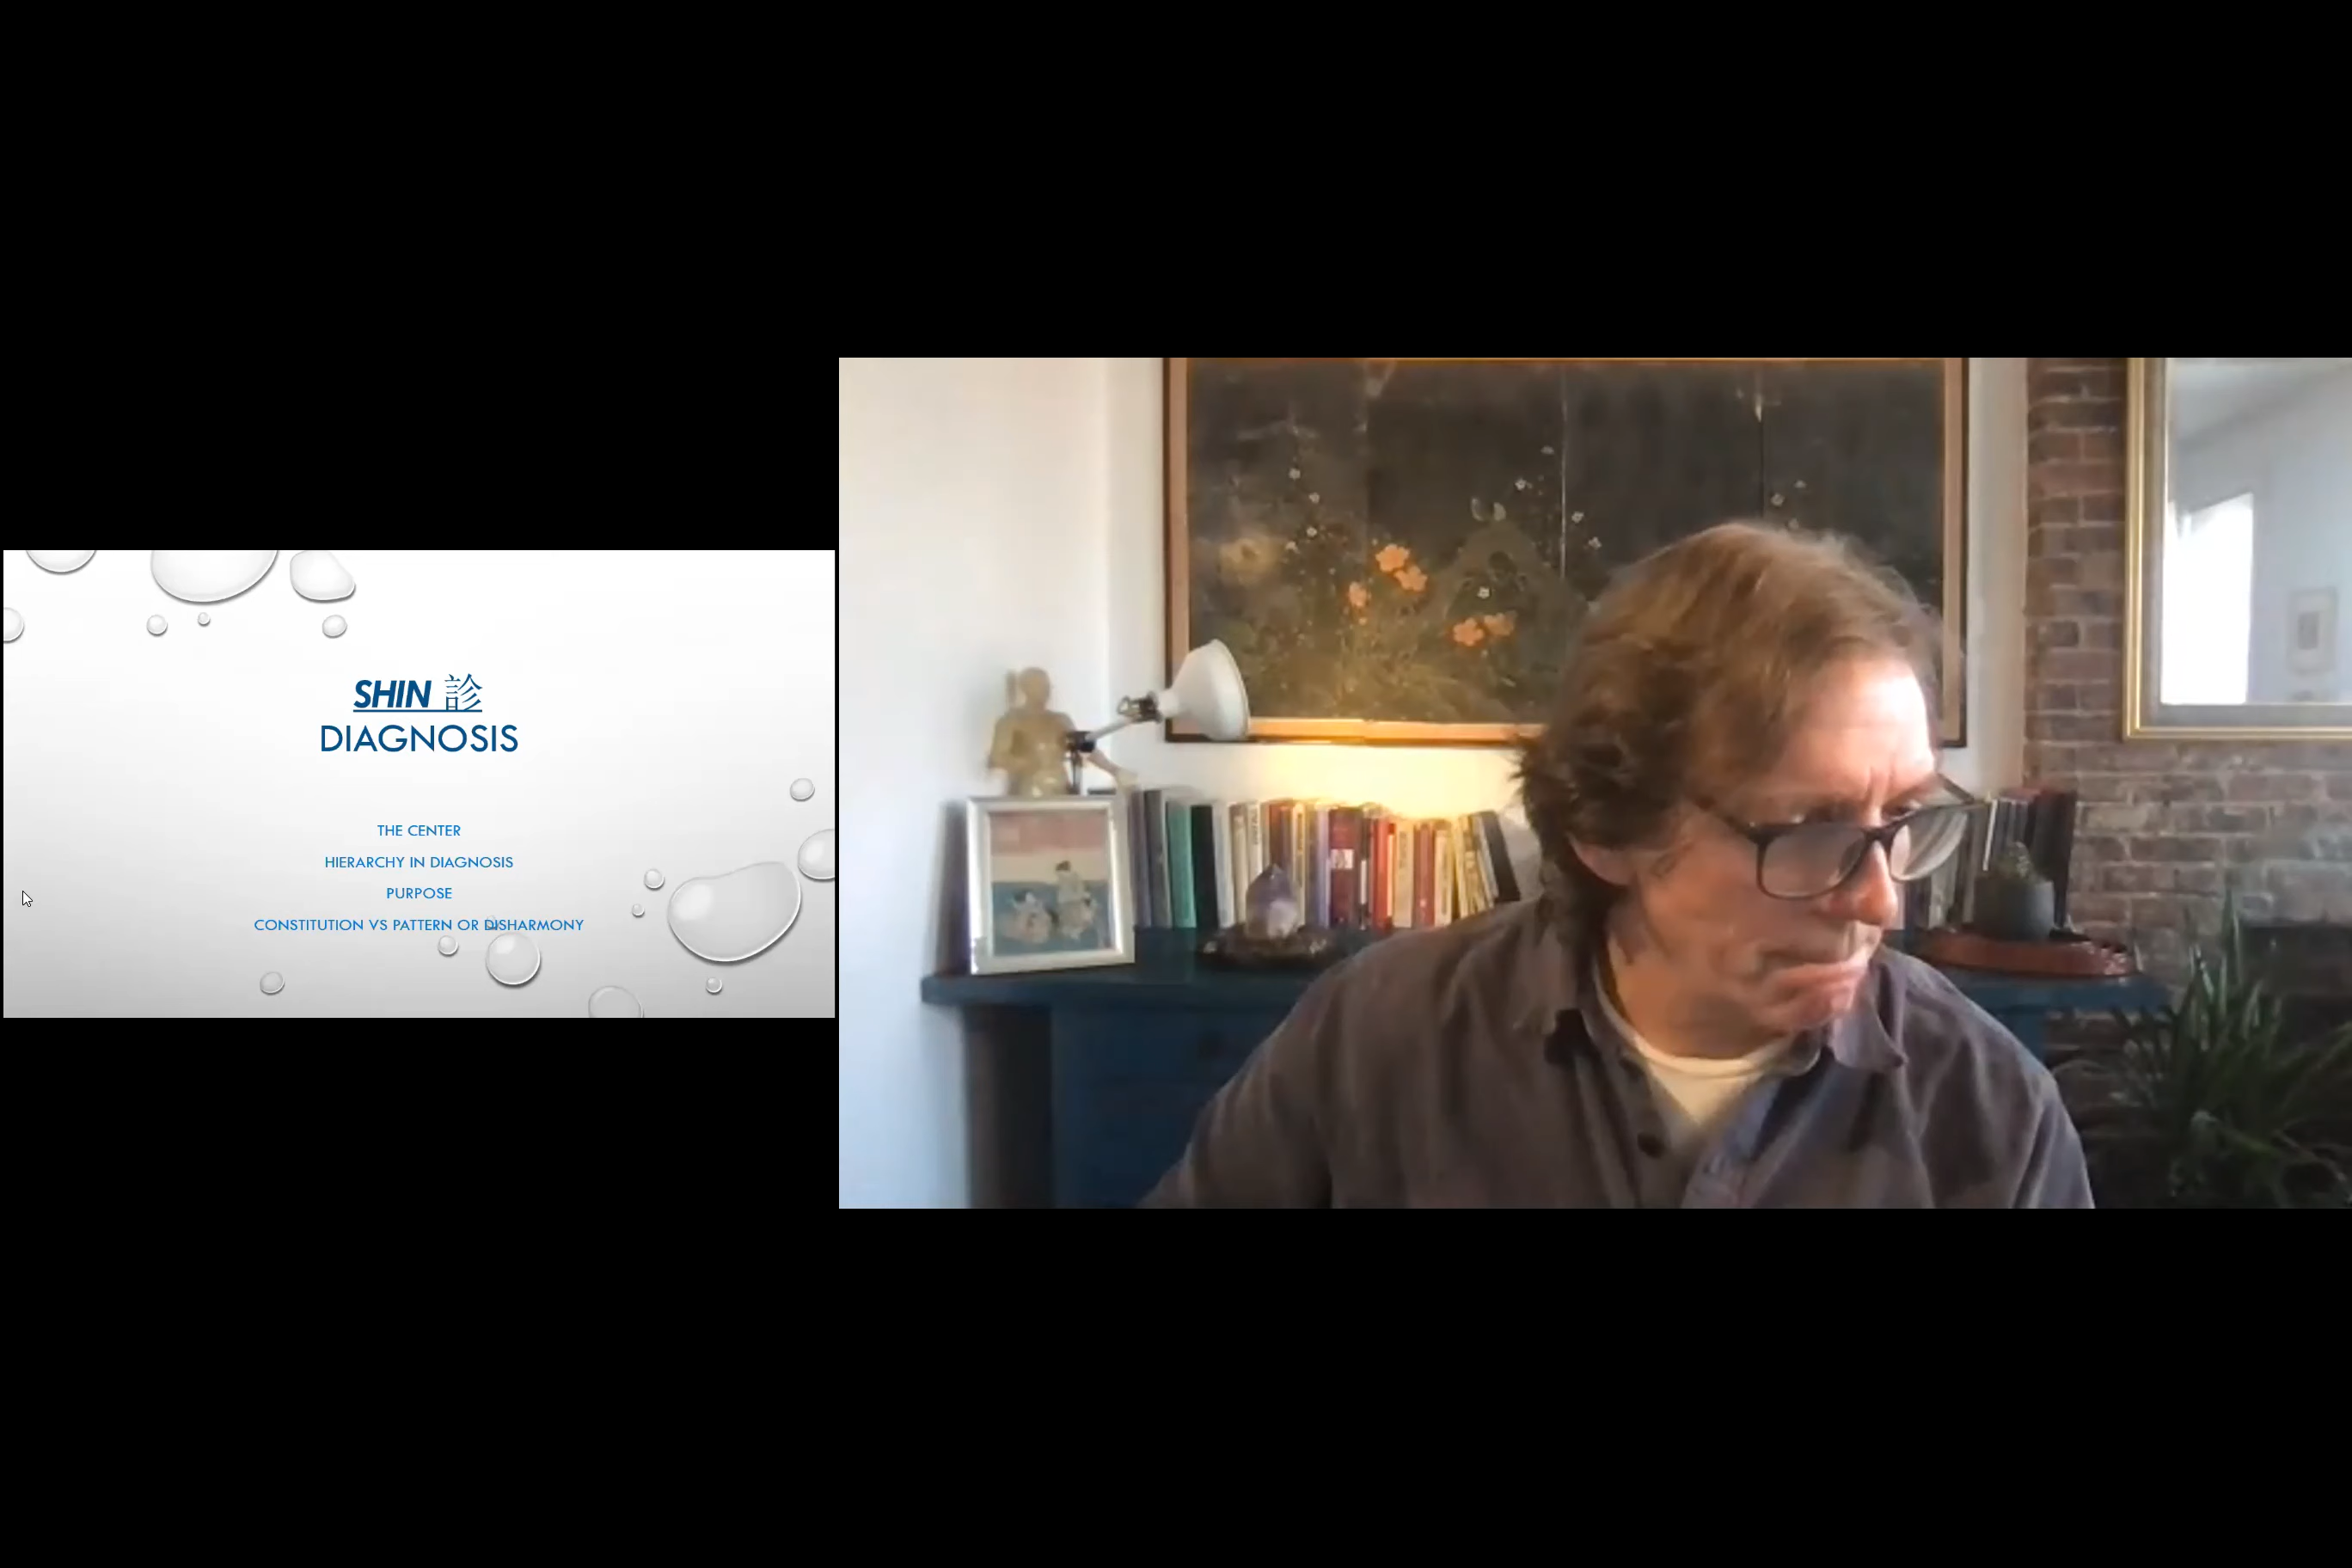 SHIN 診
DIAGNOSIS
THE CENTER
HIERARCHY IN DIAGNOSIS
PURPOSE
CONSTITUTION VS PATTERN OR DISHARMONY